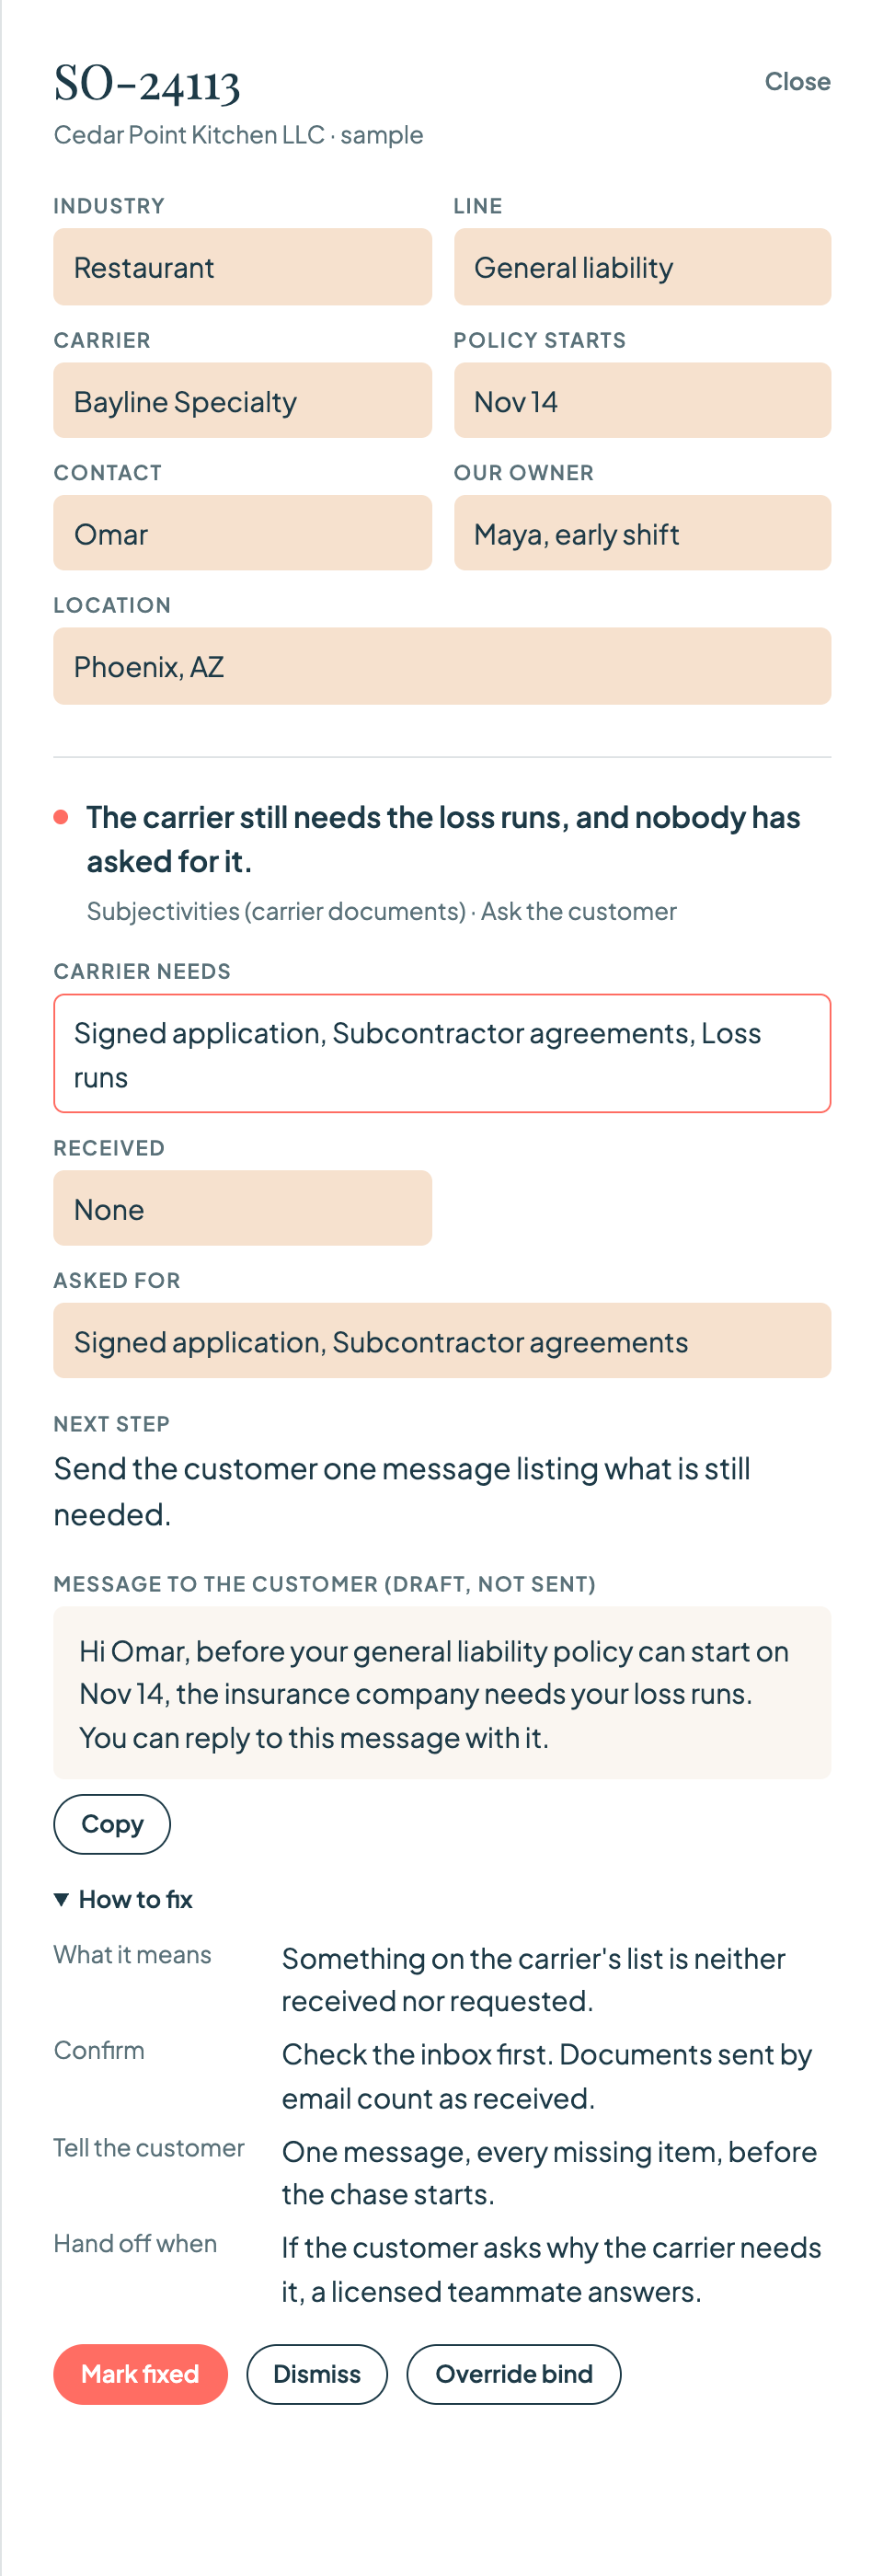 SO-24113
Close
Cedar Point Kitchen LLC · sample
INDUSTRY
LINE
Restaurant
General liability
CARRIER
POLICY STARTS
Bayline Specialty
Nov 14
CONTACT
OUR OWNER
Omar
Maya, early shift
LOCATION
Phoenix, AZ
The carrier still needs the loss runs, and nobody has
asked for it.
Subjectivities (carrier documents) · Ask the customer
CARRIER NEEDS
Signed application, Subcontractor agreements, Loss
runs
RECEIVED
None
ASKED FOR
Signed application, Subcontractor agreements
NEXT STEP
Send the customer one message listing what is still
needed.
MESSAGE TO THE CUSTOMER (DRAFT, NOT SENT)
Hi Omar, before your general liability policy can start on
Nov 14, the insurance company needs your loss runs.
You can reply to this message with it.
Copy
▼ How to fix
What it means
Something on the carrier's list is neither
received nor requested.
Confirm
Check the inbox first. Documents sent by
email count as received.
Tell the customer
One message, every missing item, before
the chase starts.
Hand off when
If the customer asks why the carrier needs
it, a licensed teammate answers.
Mark fixed
Dismiss
Override bind